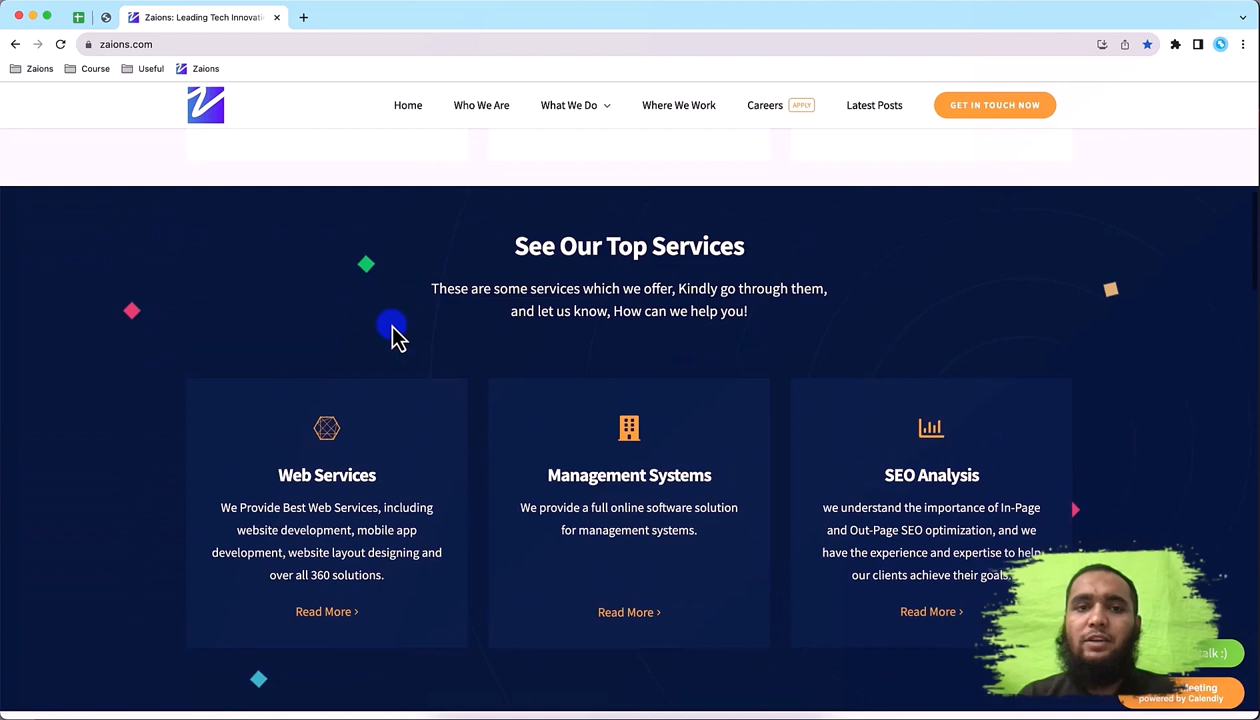 Zaions: Leading Tech Innovati
zaions.com
Zaions
Course
Useful
Zaions
Home
Who We Are
What We Do
Where We Work
Careers
APPLY
Latest Posts
GET IN TOUCH NOW
See Our Top Services
These are some services which we offer, Kindly go through them,
and let us know, How can we help you!
Web Services
We Provide Best Web Services, including
website development, mobile app
development, website layout designing and
over all 360 solutions.
Read More ›
Management Systems
We provide a full online software solution
for management systems.
Read More ›
SEO Analysis
we understand the importance of In-Page
and Out-Page SEO optimization, and we
have the experience and expertise to help
our clients achieve their goals.
Read More ›
alk :)
eeting
powered by Calendly